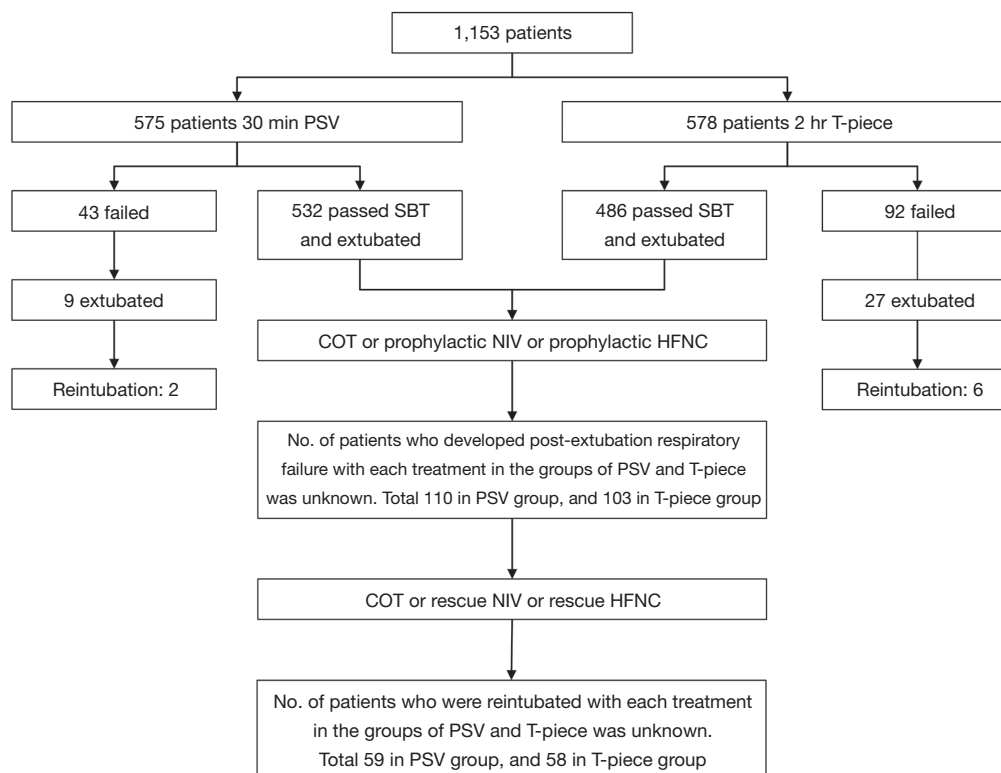 1,153 patients
575 patients 30 min PSV
578 patients 2 hr T-piece
43 failed
532 passed SBT
and extubated
486 passed SBT
and extubated
92 failed
9 extubated
27 extubated
COT or prophylactic NIV or prophylactic HFNC
Reintubation: 2
Reintubation: 6
No. of patients who developed post-extubation respiratory
failure with each treatment in the groups of PSV and T-piece
was unknown. Total 110 in PSV group, and 103 in T-piece group
COT or rescue NIV or rescue HFNC
No. of patients who were reintubated with each treatment
in the groups of PSV and T-piece was unknown.
Total 59 in PSV group, and 58 in T-piece group